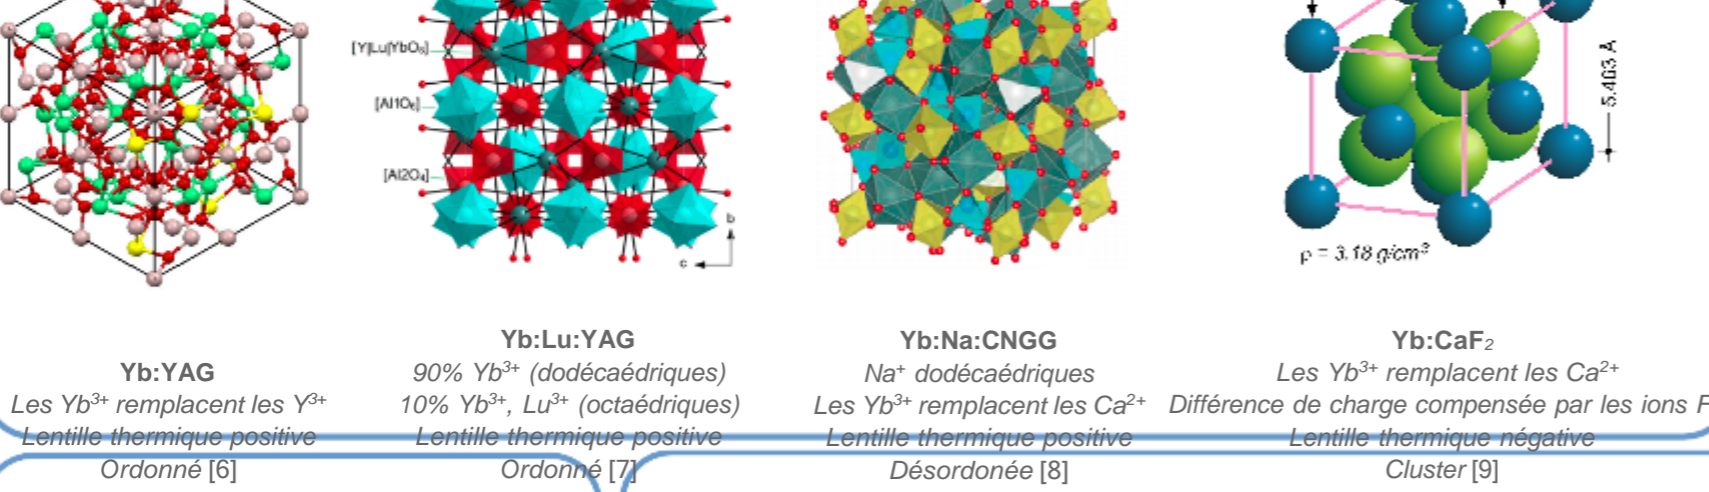 [Y|Lu|YbO₈]
[Al1O₆]
[Al2O₄]
b
c
5.463 Å
ρ = 3.18 g/cm³
Yb:YAG
Les Yb³⁺ remplacent les Y³⁺
Lentille thermique positive
Ordonné [6]
Yb:Lu:YAG
90% Yb³⁺ (dodécaédriques)
10% Yb³⁺, Lu³⁺ (octaédriques)
Lentille thermique positive
Ordonné [7]
Yb:Na:CNGG
Na⁺ dodécaédriques
Les Yb³⁺ remplacent les Ca²⁺
Lentille thermique positive
Désordonée [8]
Yb:CaF₂
Les Yb³⁺ remplacent les Ca²⁺
Différence de charge compensée par les ions F
Lentille thermique négative
Cluster [9]